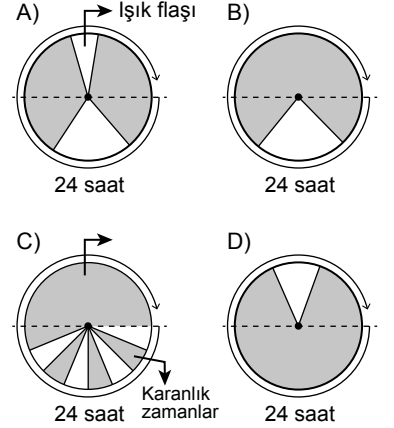 A)
Işık flaşı
B)
24 saat
24 saat
C)
D)
Karanlık
zamanlar
24 saat
24 saat